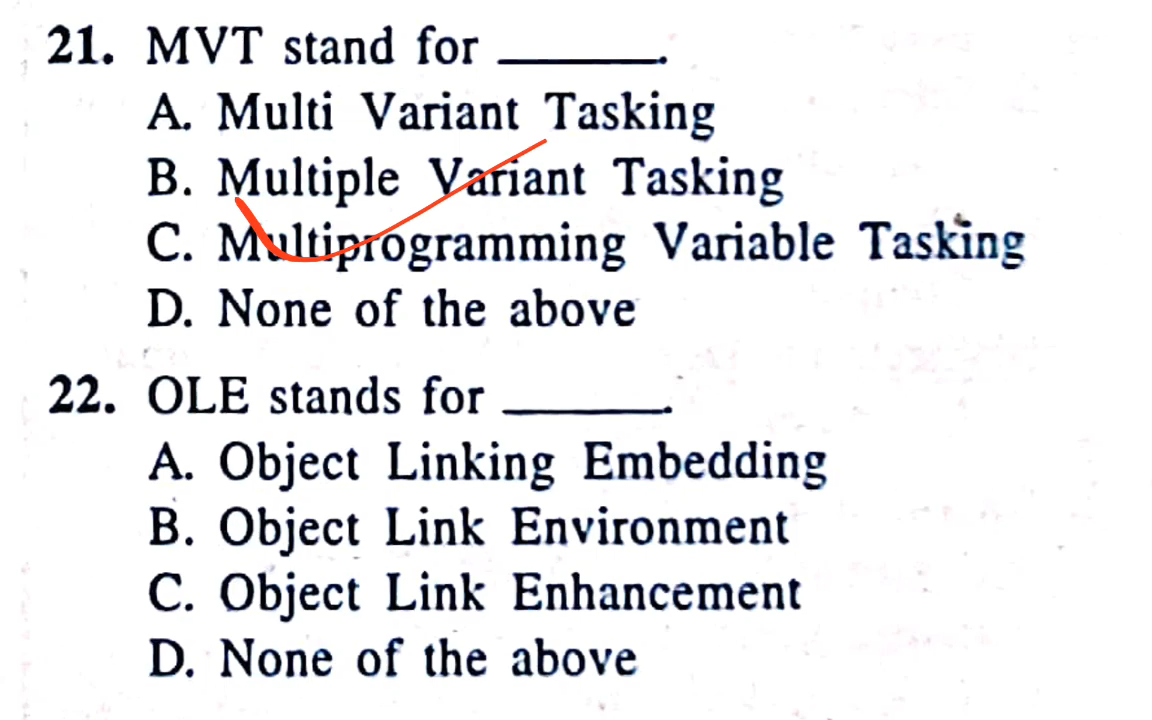 21. MVT stand for ______.
A. Multi Variant Tasking
B. Multiple Variant Tasking
C. Multiprogramming Variable Tasking
D. None of the above
22. OLE stands for ______.
A. Object Linking Embedding
B. Object Link Environment
C. Object Link Enhancement
D. None of the above